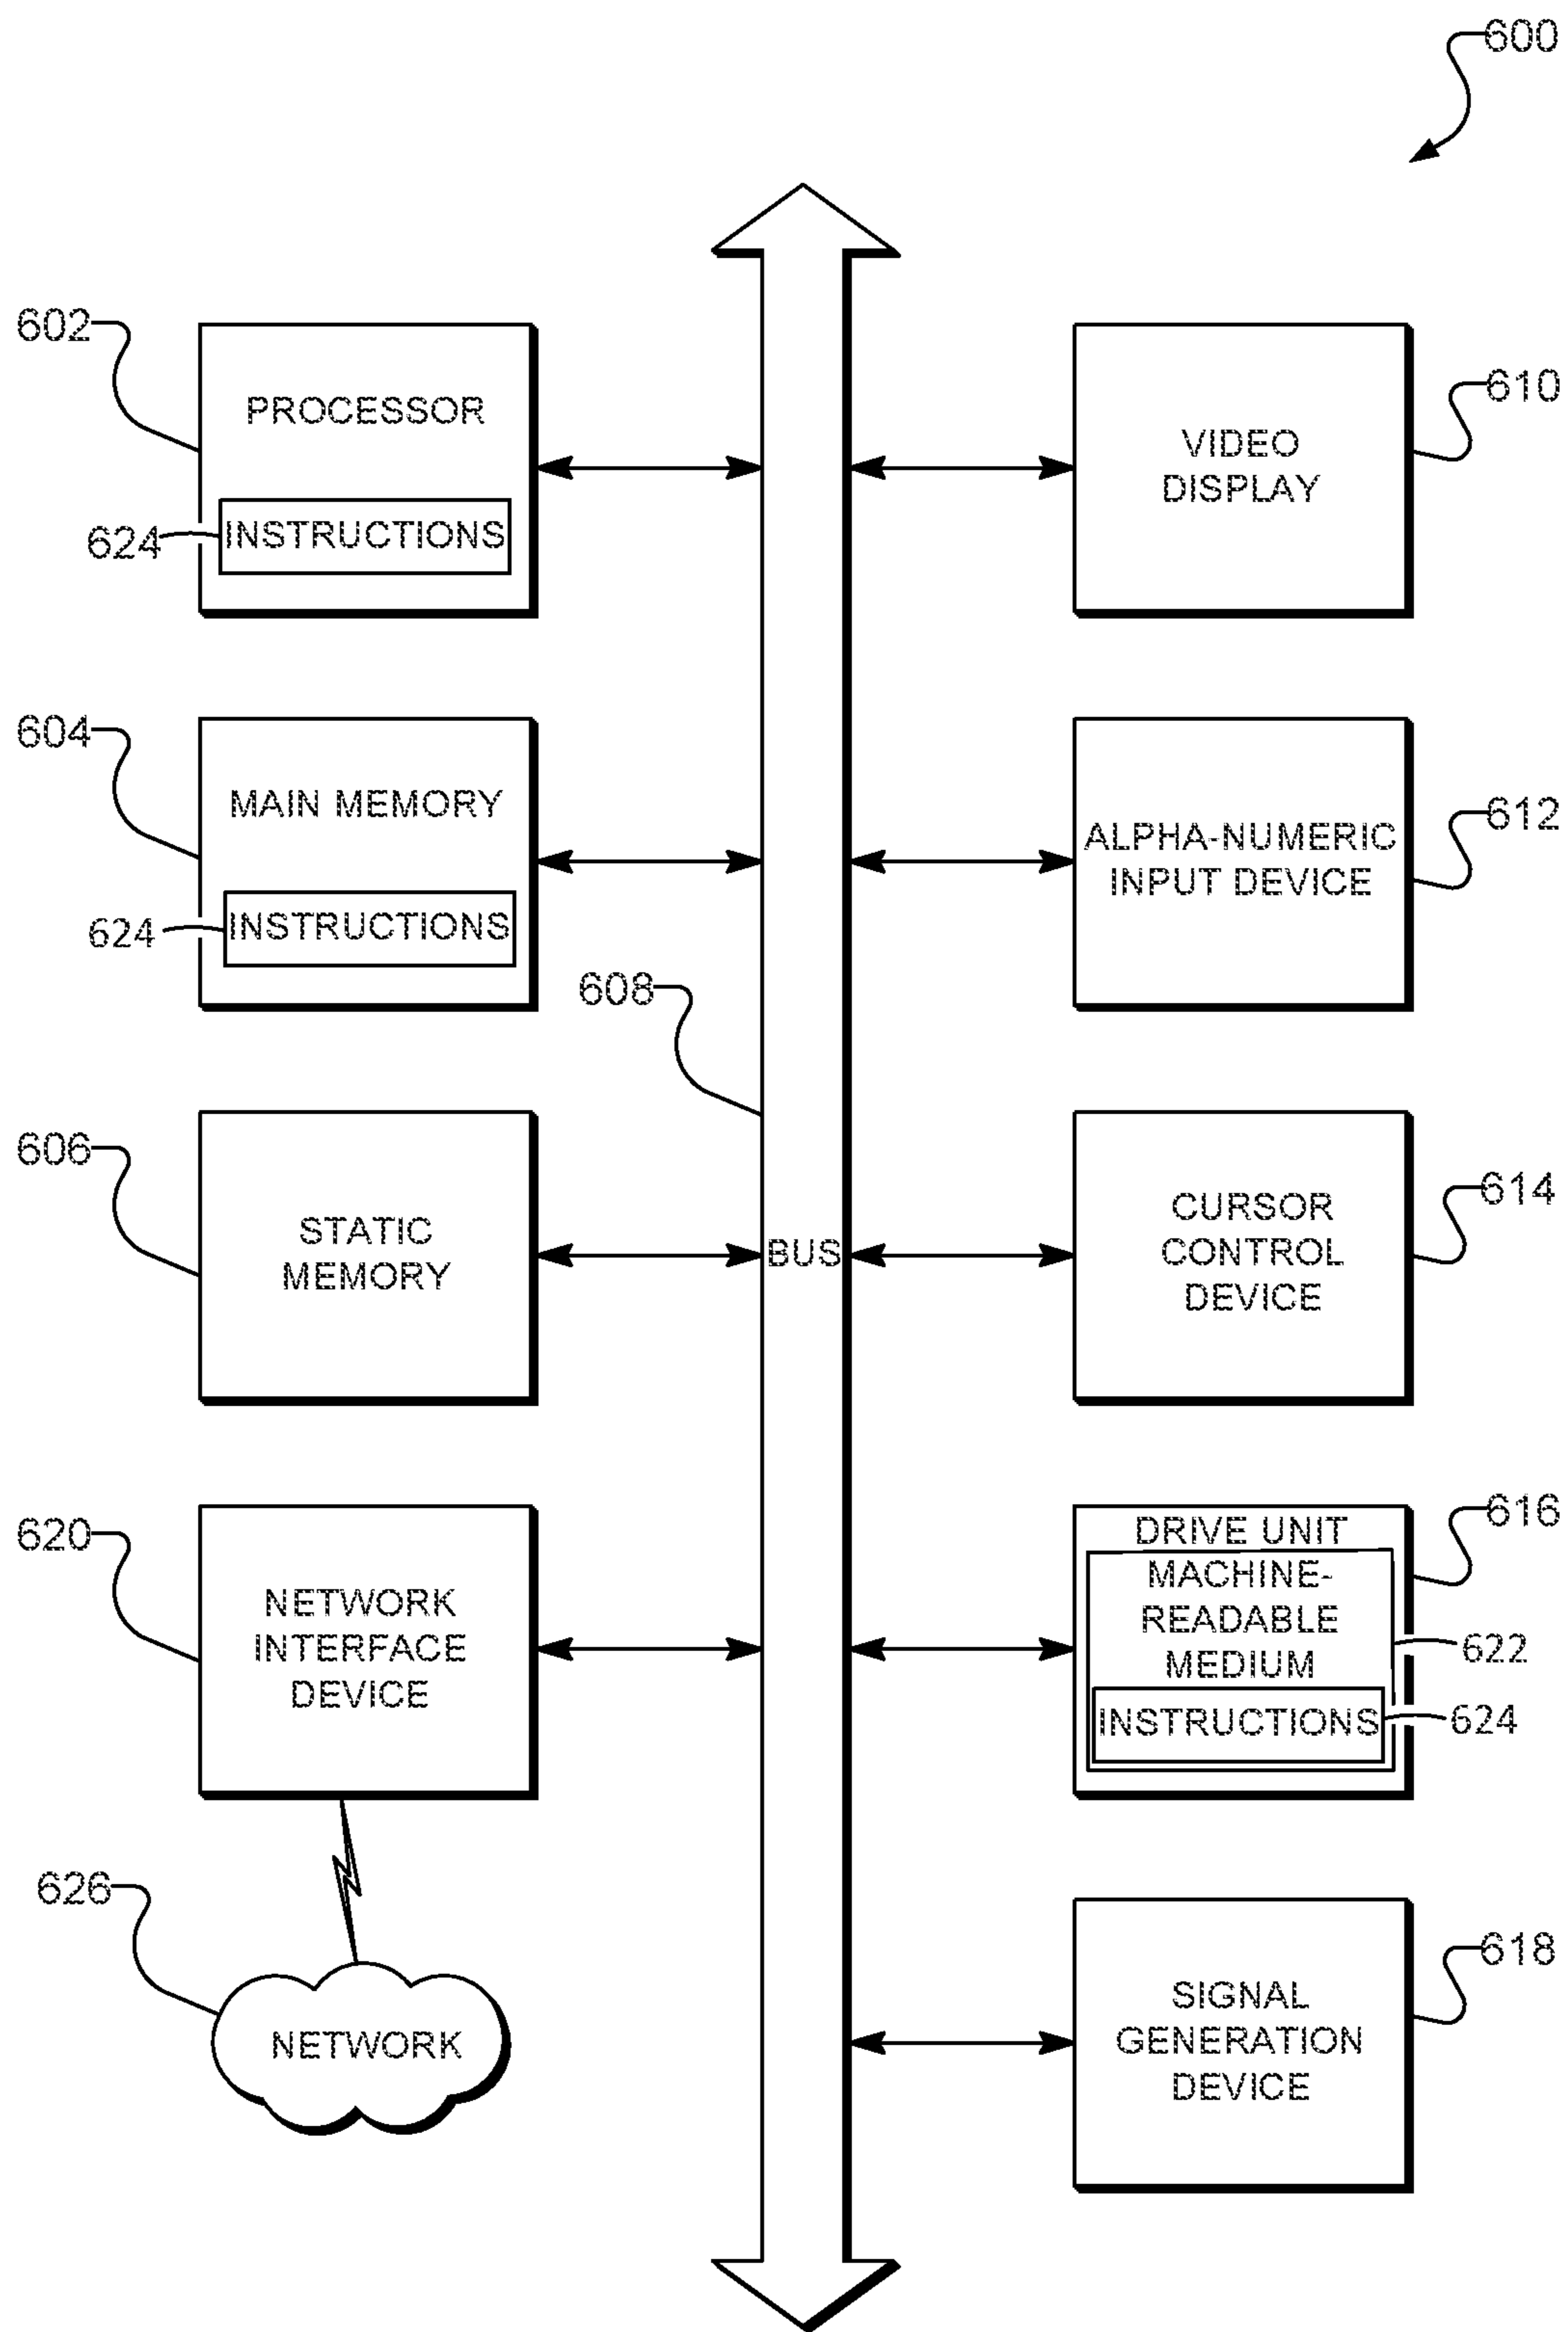 600
602
PROCESSOR
624
INSTRUCTIONS
610
VIDEO
DISPLAY
604
MAIN MEMORY
624
INSTRUCTIONS
612
ALPHA-NUMERIC
INPUT DEVICE
608
BUS
606
STATIC
MEMORY
614
CURSOR
CONTROL
DEVICE
620
NETWORK
INTERFACE
DEVICE
616
DRIVE UNIT
MACHINE-
READABLE
MEDIUM
622
INSTRUCTIONS
624
626
NETWORK
618
SIGNAL
GENERATION
DEVICE